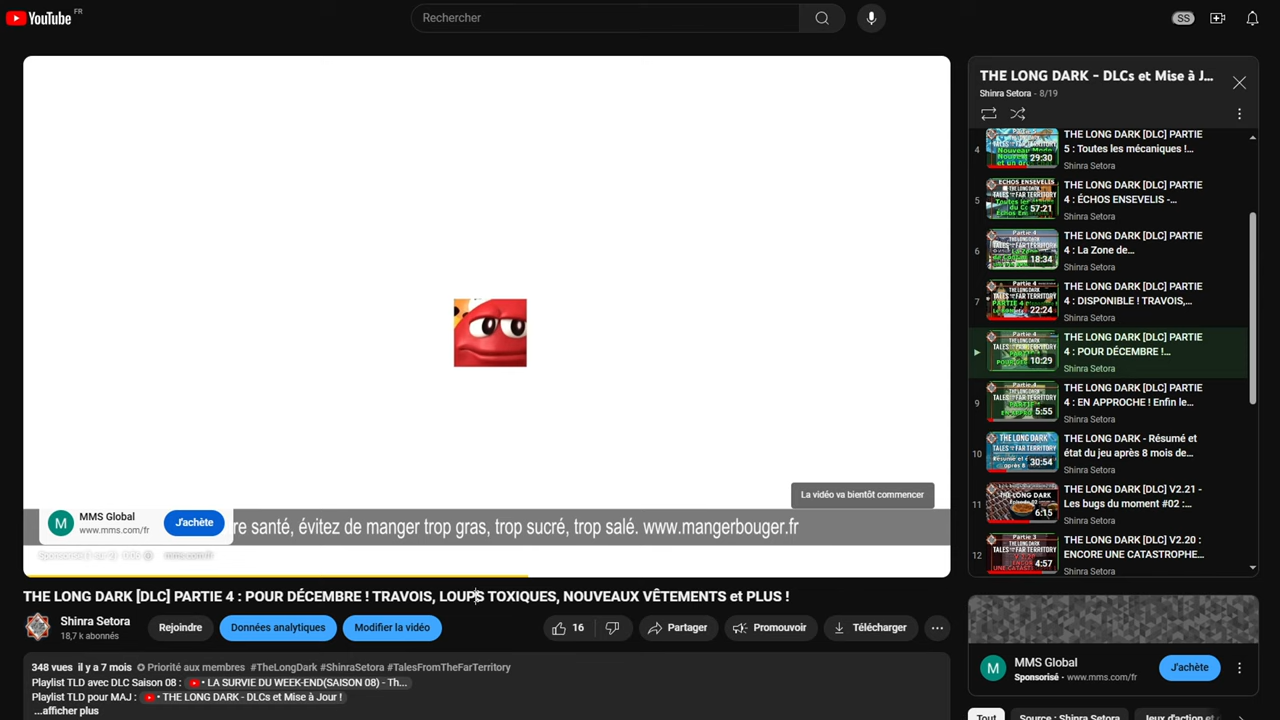 YouTube FR
Rechercher
SS
THE LONG DARK - DLCs et Mise à J...
Shinra Setora - 8/19
4
THE LONG DARK [DLC] PARTIE
5 : Toutes les mécaniques !...
Shinra Setora
29:30
5
THE LONG DARK [DLC] PARTIE
4 : ÉCHOS ENSEVELIS -...
Shinra Setora
57:21
6
THE LONG DARK [DLC] PARTIE
4 : La Zone de...
Shinra Setora
18:34
7
THE LONG DARK [DLC] PARTIE
4 : DISPONIBLE ! TRAVOIS,...
Shinra Setora
22:24
THE LONG DARK [DLC] PARTIE
4 : POUR DÉCEMBRE !...
Shinra Setora
10:29
9
THE LONG DARK [DLC] PARTIE
4 : EN APPROCHE ! Enfin le...
Shinra Setora
5:55
10
THE LONG DARK - Résumé et
état du jeu après 8 mois de...
Shinra Setora
30:54
11
THE LONG DARK [DLC] V2.21 -
Les bugs du moment #02 :...
Shinra Setora
6:15
12
THE LONG DARK [DLC] V2.20 :
ENCORE UNE CATASTROPHE...
Shinra Setora
4:57
La vidéo va bientôt commencer
M
MMS Global
www.mms.com/fr
J'achète
re santé, évitez de manger trop gras, trop sucré, trop salé. www.mangerbouger.fr
Sponsorisé (1 sur 2) · 0:06
mms.com/fr
THE LONG DARK [DLC] PARTIE 4 : POUR DÉCEMBRE ! TRAVOIS, LOUPS TOXIQUES, NOUVEAUX VÊTEMENTS et PLUS !
Shinra Setora
18,7 k abonnés
Rejoindre
Données analytiques
Modifier la vidéo
16
Partager
Promouvoir
Télécharger
348 vues il y a 7 mois Priorité aux membres #TheLongDark #ShinraSetora #TalesFromTheFarTerritory
Playlist TLD avec DLC Saison 08 : • LA SURVIE DU WEEK-END(SAISON 08) - Th...
Playlist TLD pour MAJ : • THE LONG DARK - DLCs et Mise à Jour !
...afficher plus
M
MMS Global
Sponsorisé · www.mms.com/fr
J'achète
Tout
Source : Shinra Setora
Jeux d'action et